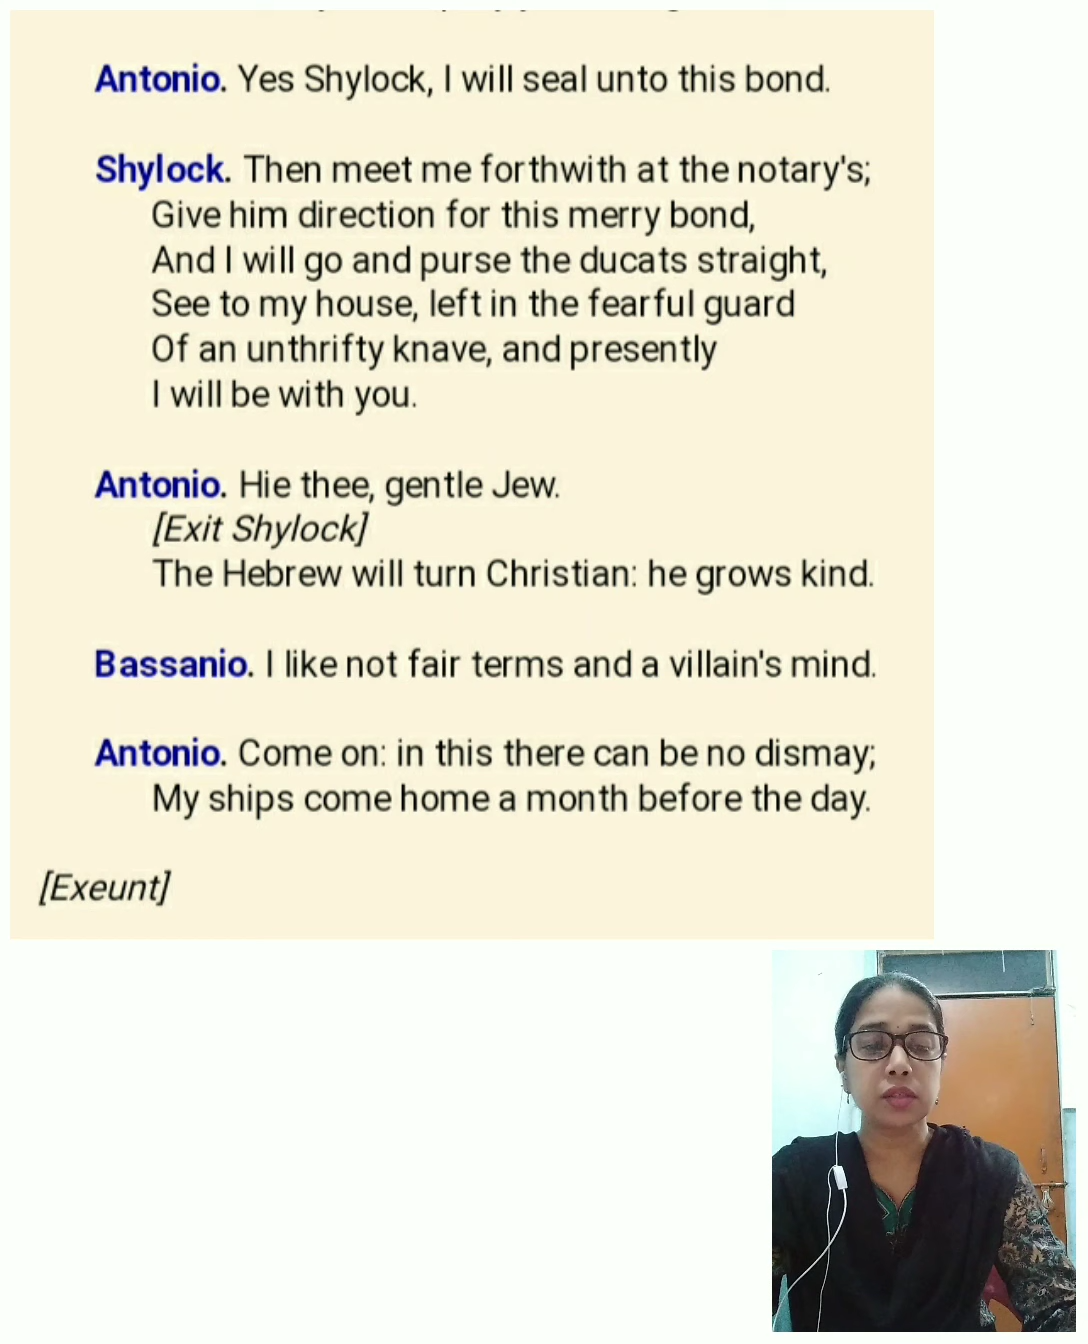 Antonio. Yes Shylock, I will seal unto this bond.
Shylock. Then meet me forthwith at the notary's;
Give him direction for this merry bond,
And I will go and purse the ducats straight,
See to my house, left in the fearful guard
Of an unthrifty knave, and presently
I will be with you.
Antonio. Hie thee, gentle Jew.
[Exit Shylock]
The Hebrew will turn Christian: he grows kind.
Bassanio. I like not fair terms and a villain's mind.
Antonio. Come on: in this there can be no dismay;
My ships come home a month before the day.
[Exeunt]